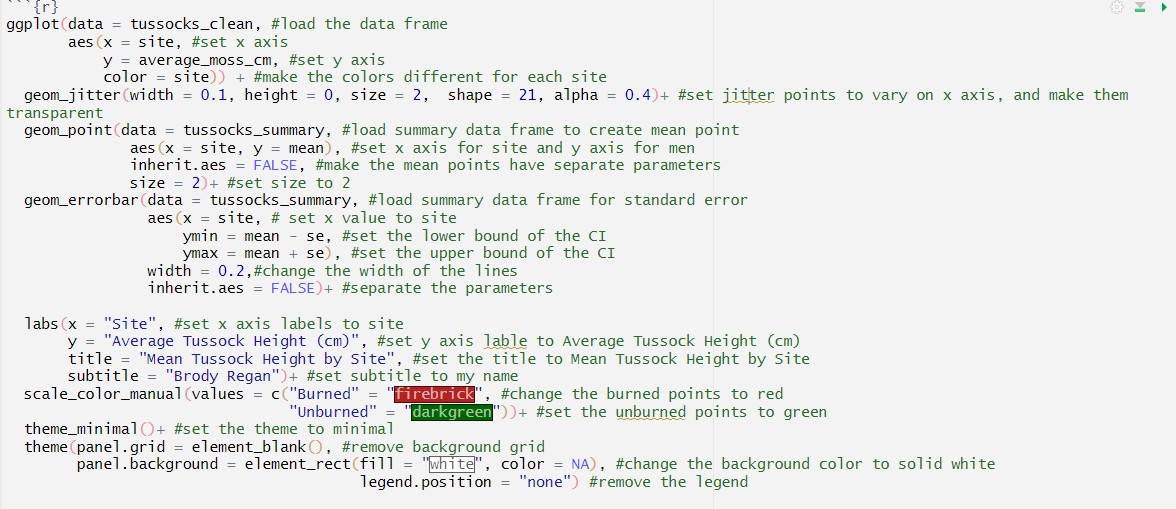 ```{r}
ggplot(data = tussocks_clean, #load the data frame
aes(x = site, #set x axis
y = average_moss_cm, #set y axis
color = site)) + #make the colors different for each site
geom_jitter(width = 0.1, height = 0, size = 2,  shape = 21, alpha = 0.4)+ #set jitter points to vary on x axis, and make them
transparent
geom_point(data = tussocks_summary, #load summary data frame to create mean point
aes(x = site, y = mean), #set x axis for site and y axis for men
inherit.aes = FALSE, #make the mean points have separate parameters
size = 2)+ #set size to 2
geom_errorbar(data = tussocks_summary, #load summary data frame for standard error
aes(x = site, # set x value to site
ymin = mean - se, #set the lower bound of the CI
ymax = mean + se), #set the upper bound of the CI
width = 0.2,#change the width of the lines
inherit.aes = FALSE)+ #separate the parameters
labs(x = "Site", #set x axis labels to site
y = "Average Tussock Height (cm)", #set y axis lable to Average Tussock Height (cm)
title = "Mean Tussock Height by Site", #set the title to Mean Tussock Height by Site
subtitle = "Brody Regan")+ #set subtitle to my name
scale_color_manual(values = c("Burned" = "firebrick", #change the burned points to red
"Unburned" = "darkgreen"))+ #set the unburned points to green
theme_minimal()+ #set the theme to minimal
theme(panel.grid = element_blank(), #remove background grid
panel.background = element_rect(fill = "white", color = NA), #change the background color to solid white
legend.position = "none") #remove the legend